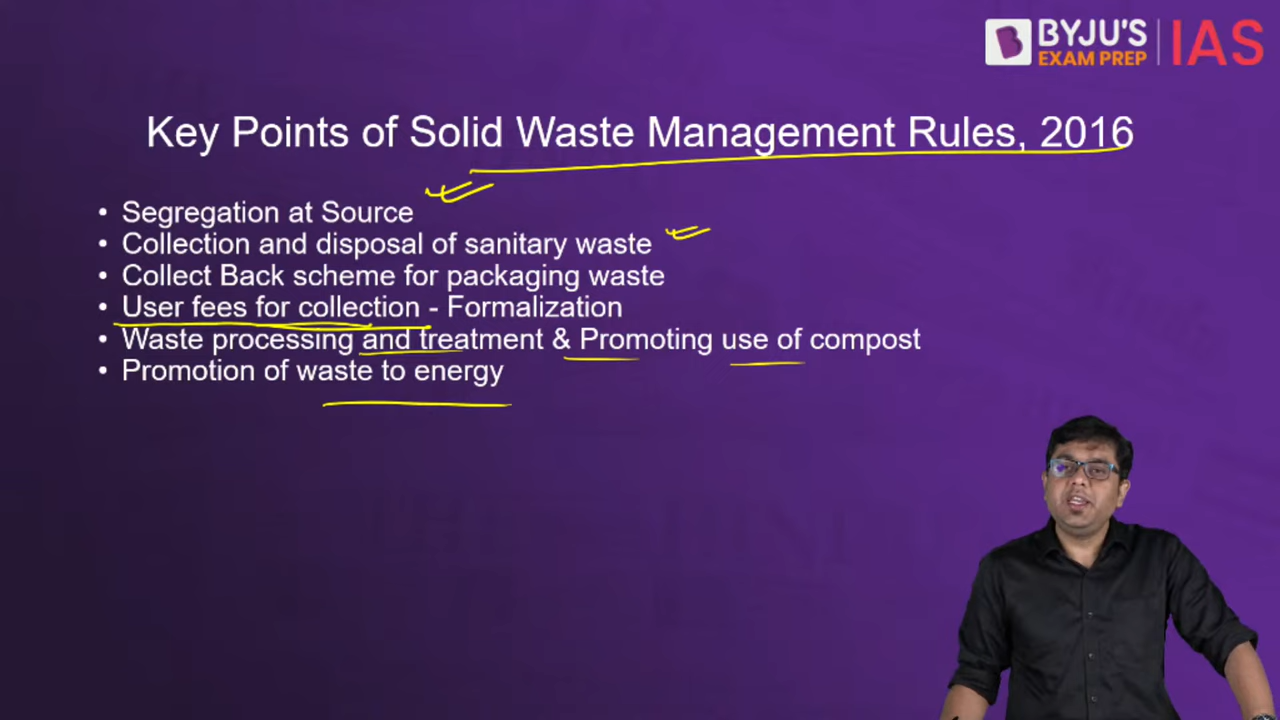 BYJU'S
EXAM PREP
IAS
Key Points of Solid Waste Management Rules, 2016
• Segregation at Source
• Collection and disposal of sanitary waste
• Collect Back scheme for packaging waste
• User fees for collection - Formalization
• Waste processing and treatment & Promoting use of compost
• Promotion of waste to energy